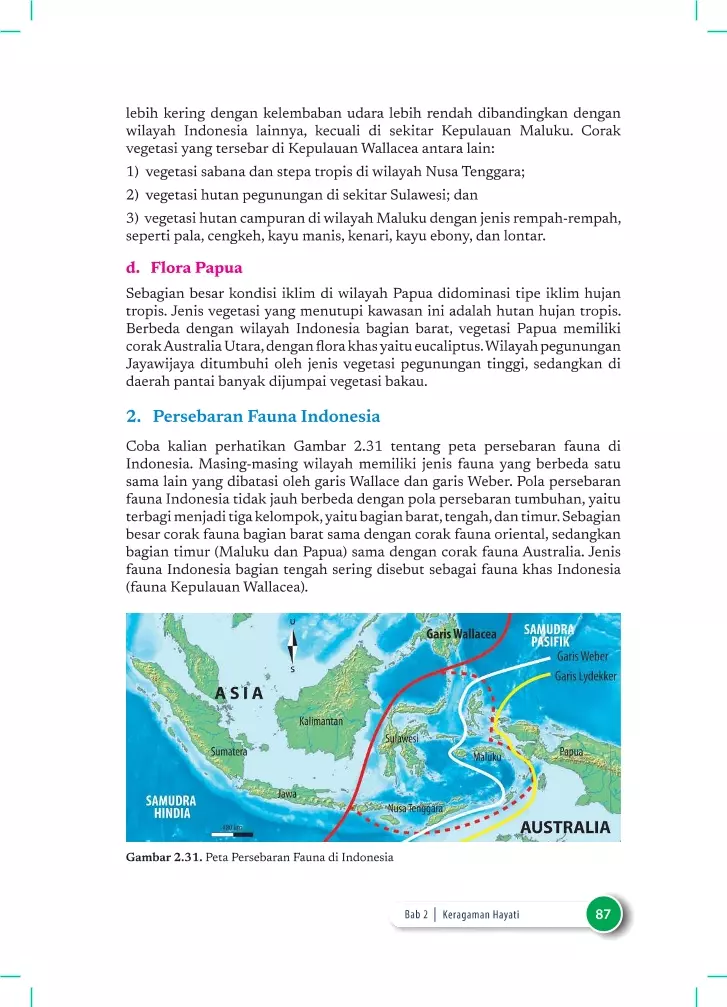 lebih kering dengan kelembaban udara lebih rendah dibandingkan dengan
wilayah Indonesia lainnya, kecuali di sekitar Kepulauan Maluku. Corak
vegetasi yang tersebar di Kepulauan Wallacea antara lain:
1) vegetasi sabana dan stepa tropis di wilayah Nusa Tenggara;
2) vegetasi hutan pegunungan di sekitar Sulawesi; dan
3) vegetasi hutan campuran di wilayah Maluku dengan jenis rempah-rempah,
seperti pala, cengkeh, kayu manis, kenari, kayu ebony, dan lontar.
d. Flora Papua
Sebagian besar kondisi iklim di wilayah Papua didominasi tipe iklim hujan
tropis. Jenis vegetasi yang menutupi kawasan ini adalah hutan hujan tropis.
Berbeda dengan wilayah Indonesia bagian barat, vegetasi Papua memiliki
corak Australia Utara, dengan flora khas yaitu eucaliptus. Wilayah pegunungan
Jayawijaya ditumbuhi oleh jenis vegetasi pegunungan tinggi, sedangkan di
daerah pantai banyak dijumpai vegetasi bakau.
2. Persebaran Fauna Indonesia
Coba kalian perhatikan Gambar 2.31 tentang peta persebaran fauna di
Indonesia. Masing-masing wilayah memiliki jenis fauna yang berbeda satu
sama lain yang dibatasi oleh garis Wallace dan garis Weber. Pola persebaran
fauna Indonesia tidak jauh berbeda dengan pola persebaran tumbuhan, yaitu
terbagi menjadi tiga kelompok, yaitu bagian barat, tengah, dan timur. Sebagian
besar corak fauna bagian barat sama dengan corak fauna oriental, sedangkan
bagian timur (Maluku dan Papua) sama dengan corak fauna Australia. Jenis
fauna Indonesia bagian tengah sering disebut sebagai fauna khas Indonesia
(fauna Kepulauan Wallacea).
U
S
Garis Wallacea
SAMUDRA
PASIFIK
Garis Weber
Garis Lydekker
ASIA
Kalimantan
Sulawesi
Sumatera
Maluku
Papua
Jawa
SAMUDRA
HINDIA
Nusa Tenggara
AUSTRALIA
Gambar 2.31. Peta Persebaran Fauna di Indonesia
Bab 2 | Keragaman Hayati 87